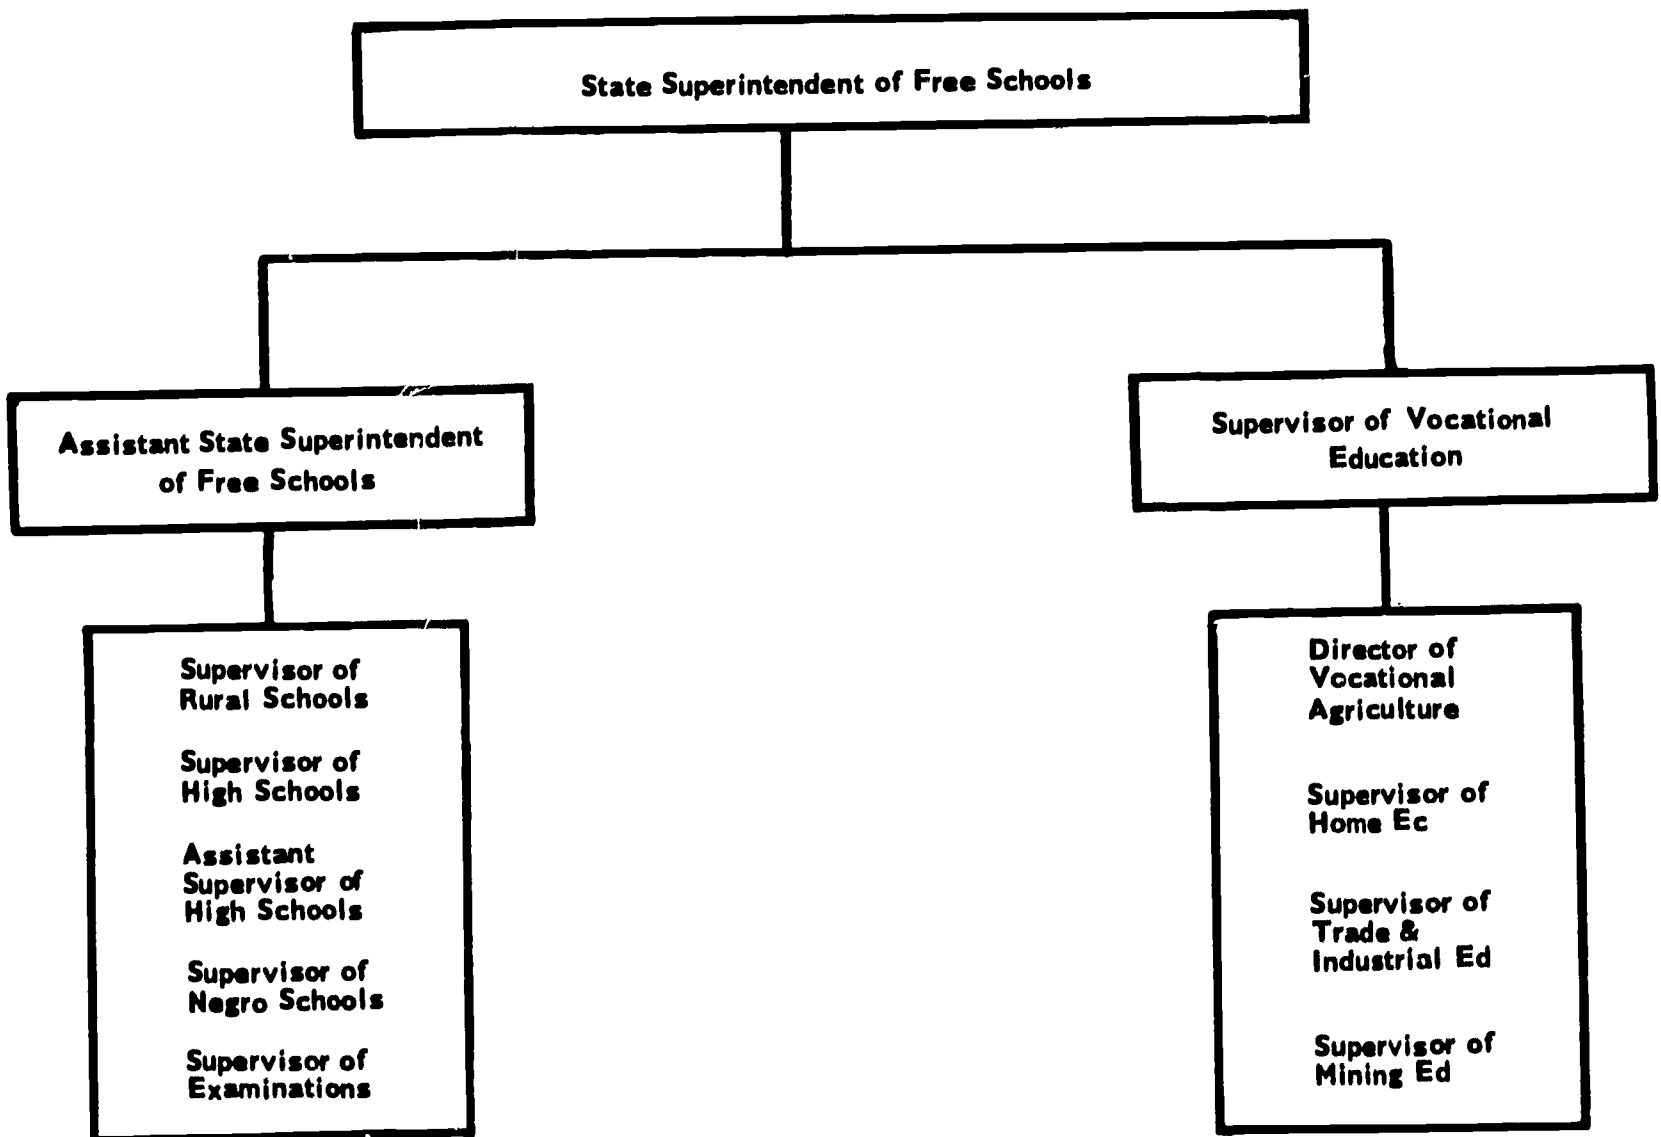 State Superintendent of Free Schools
Assistant State Superintendent
of Free Schools
Supervisor of Vocational
Education
Supervisor of
Rural Schools
Supervisor of
High Schools
Assistant
Supervisor of
High Schools
Supervisor of
Negro Schools
Supervisor of
Examinations
Director of
Vocational
Agriculture
Supervisor of
Home Ec
Supervisor of
Trade &
Industrial Ed
Supervisor of
Mining Ed